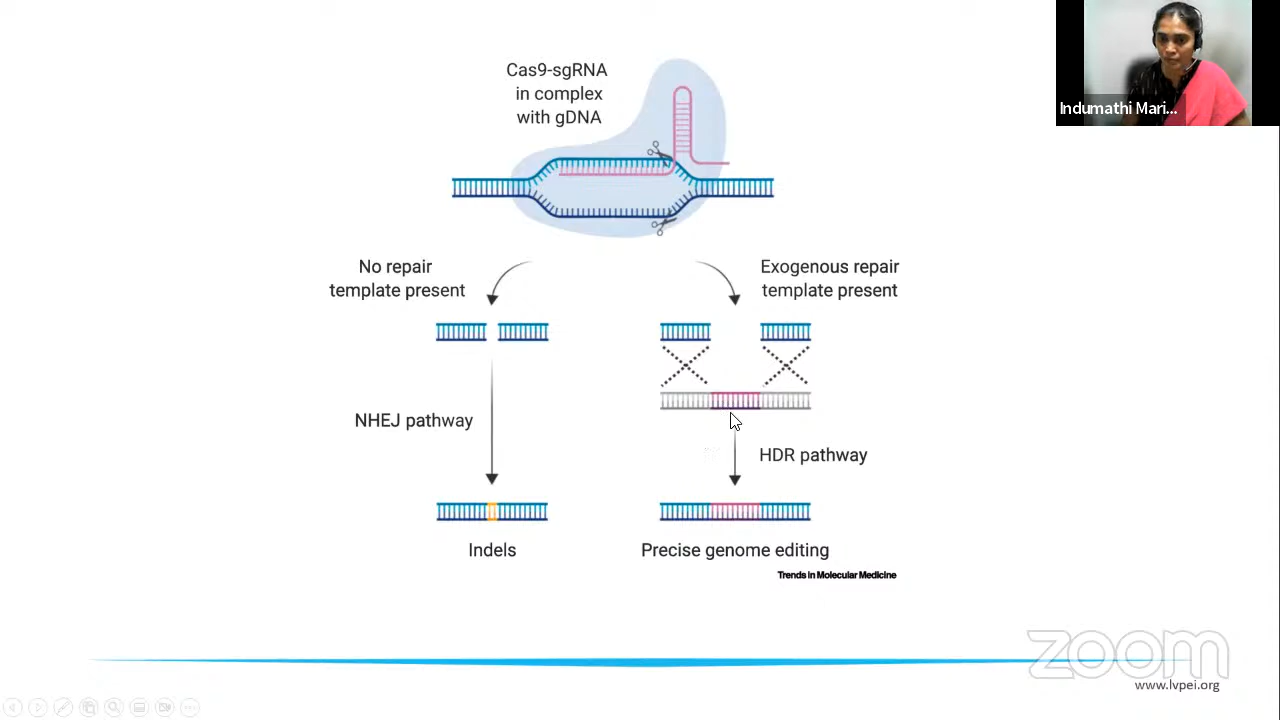 Indumathi Mari...
Cas9-sgRNA
in complex
with gDNA
No repair
template present
Exogenous repair
template present
NHEJ pathway
HDR pathway
Indels
Precise genome editing
Trends in Molecular Medicine
zoom
www.lvpei.org